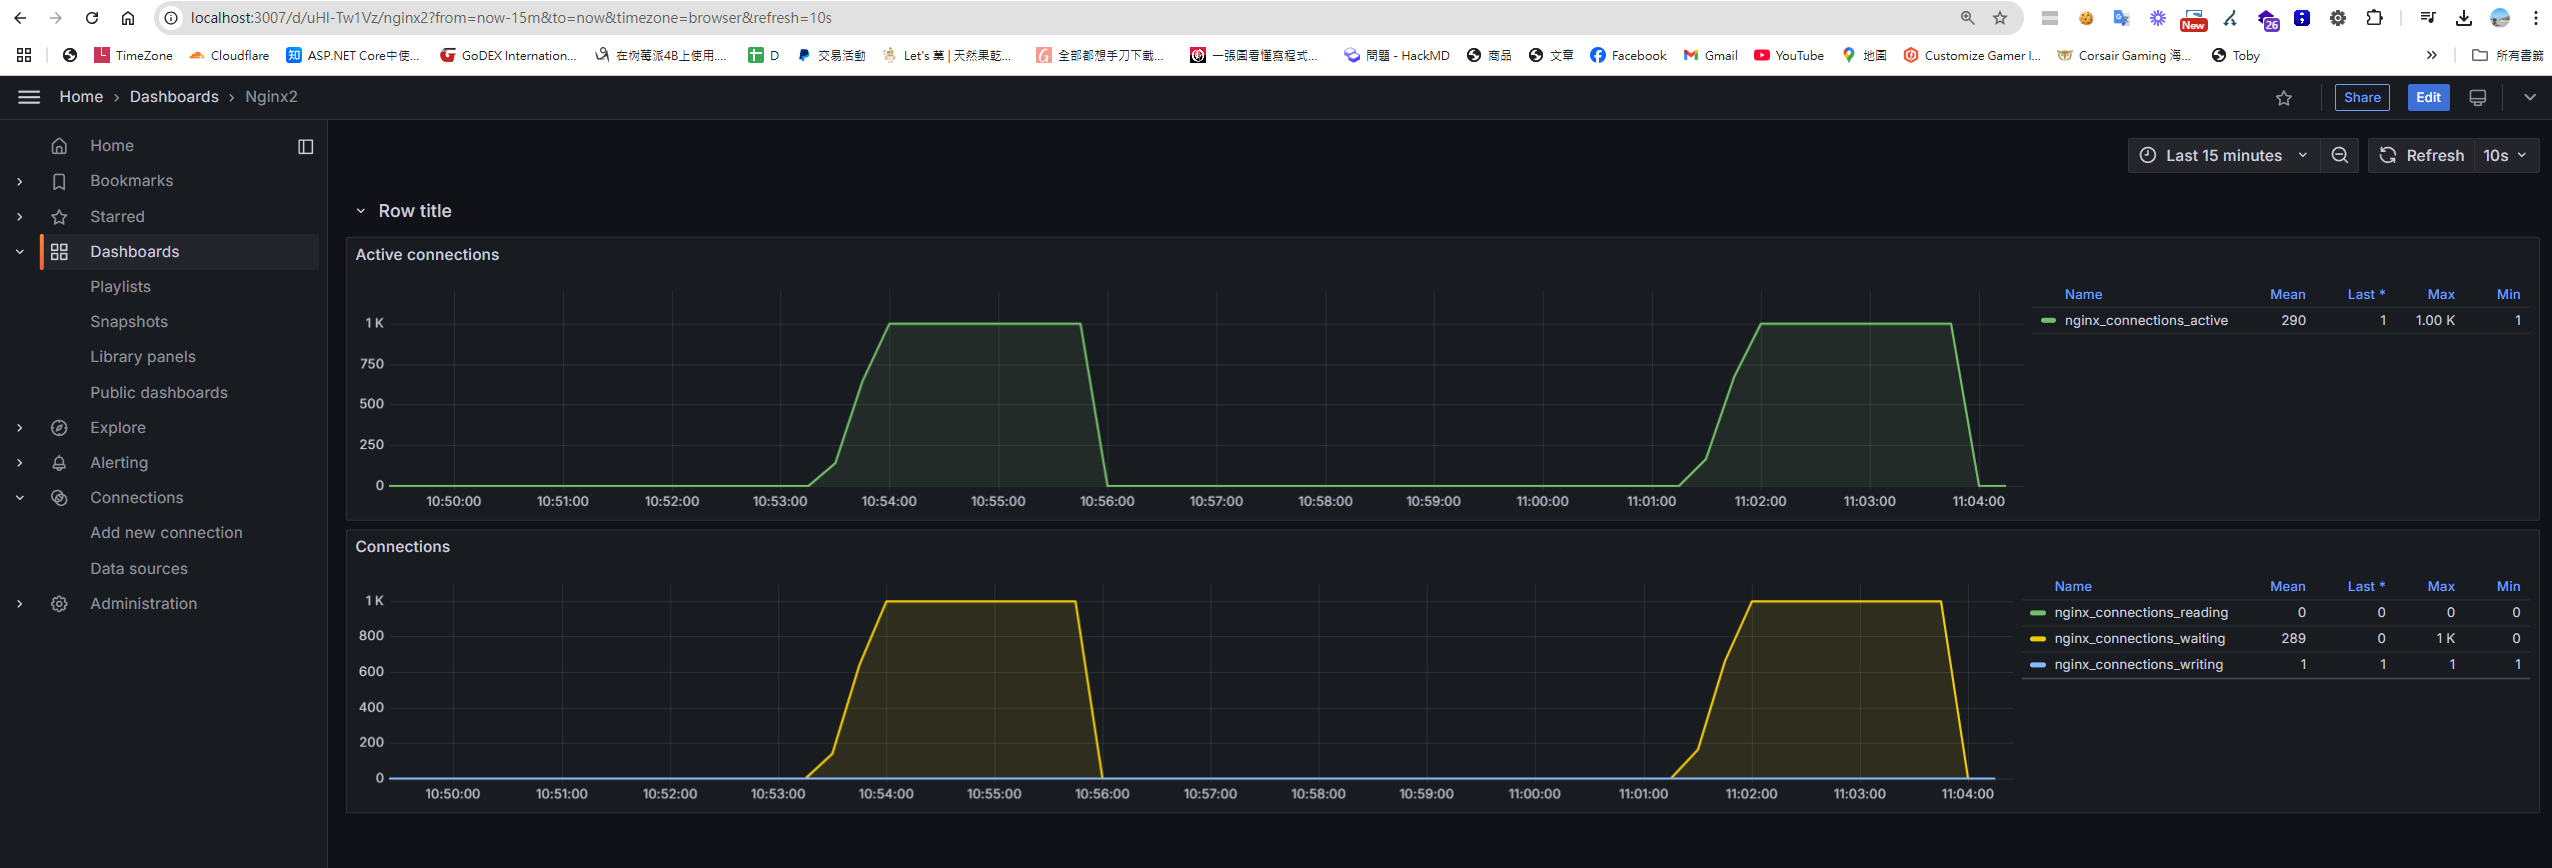 localhost:3007/d/uHI-Tw1Vz/nginx2?from=now-15m&to=now&timezone=browser&refresh=10s
New
26
TimeZone
Cloudflare
知 ASP.NET Core中使...
GoDEX Internation...
在树莓派4B上使用....
D
交易活動
Let's 菓 | 天然果乾...
全部都想手刀下載...
一張圖看懂寫程式...
問題 - HackMD
商品
文章
Facebook
Gmail
YouTube
地圖
Customize Gamer I...
Corsair Gaming 海...
Toby
»
所有書籤
Home › Dashboards › Nginx2
Share
Edit
Home
Bookmarks
Starred
Dashboards
Playlists
Snapshots
Library panels
Public dashboards
Explore
Alerting
Connections
Add new connection
Data sources
Administration
Last 15 minutes
Refresh
10s
Row title
Active connections
1 K
750
500
250
0
10:50:00 10:51:00 10:52:00 10:53:00 10:54:00 10:55:00 10:56:00 10:57:00 10:58:00 10:59:00 11:00:00 11:01:00 11:02:00 11:03:00 11:04:00
Name Mean Last * Max Min
nginx_connections_active 290 1 1.00 K 1
Connections
1 K
800
600
400
200
0
10:50:00 10:51:00 10:52:00 10:53:00 10:54:00 10:55:00 10:56:00 10:57:00 10:58:00 10:59:00 11:00:00 11:01:00 11:02:00 11:03:00 11:04:00
Name Mean Last * Max Min
nginx_connections_reading 0 0 0 0
nginx_connections_waiting 289 0 1 K 0
nginx_connections_writing 1 1 1 1